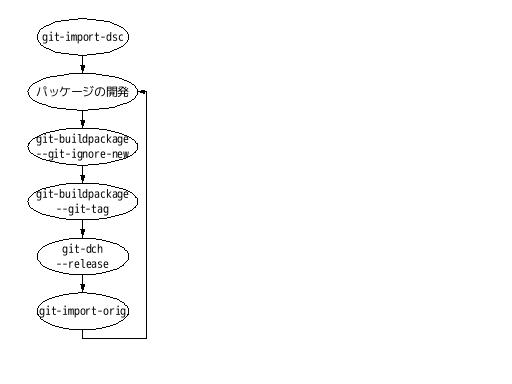 git-import-dsc
パッケージの開発
git-buildpackage
--git-ignore-new
git-buildpackage
--git-tag
git-dch
--release
git-import-orig